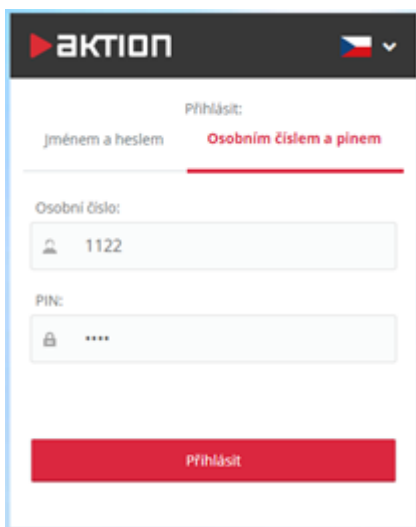 aKTION
Přihlásit:
Jménem a heslem
Osobním číslem a pinem
Osobní číslo:
1122
PIN:
••••
Přihlásit